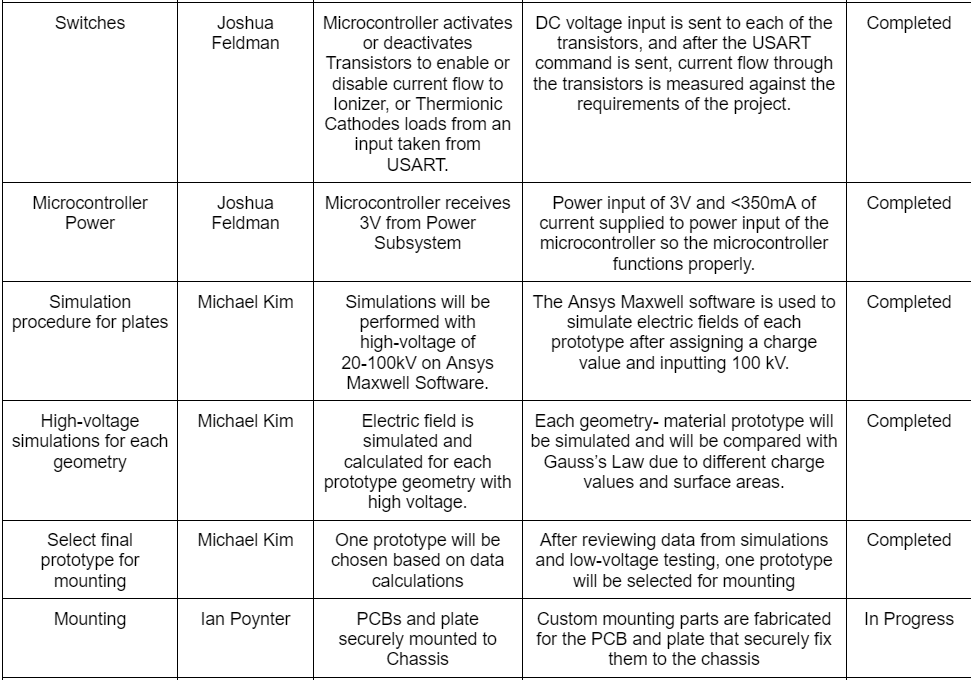 Switches
Joshua
Feldman
Microcontroller activates
or deactivates
Transistors to enable or
disable current flow to
Ionizer, or Thermionic
Cathodes loads from an
input taken from
USART.
DC voltage input is sent to each of the
transistors, and after the USART
command is sent, current flow through
the transistors is measured against the
requirements of the project.
Completed
Microcontroller
Power
Joshua
Feldman
Microcontroller receives
3V from Power
Subsystem
Power input of 3V and <350mA of
current supplied to power input of the
microcontroller so the microcontroller
functions properly.
Completed
Simulation
procedure for plates
Michael Kim
Simulations will be
performed with
high-voltage of
20-100kV on Ansys
Maxwell Software.
The Ansys Maxwell software is used to
simulate electric fields of each
prototype after assigning a charge
value and inputting 100 kV.
Completed
High-voltage
simulations for each
geometry
Michael Kim
Electric field is
simulated and
calculated for each
prototype geometry with
high voltage.
Each geometry- material prototype will
be simulated and will be compared with
Gauss's Law due to different charge
values and surface areas.
Completed
Select final
prototype for
mounting
Michael Kim
One prototype will be
chosen based on data
calculations
After reviewing data from simulations
and low-voltage testing, one prototype
will be selected for mounting
Completed
Mounting
Ian Poynter
PCBs and plate
securely mounted to
Chassis
Custom mounting parts are fabricated
for the PCB and plate that securely fix
them to the chassis
In Progress